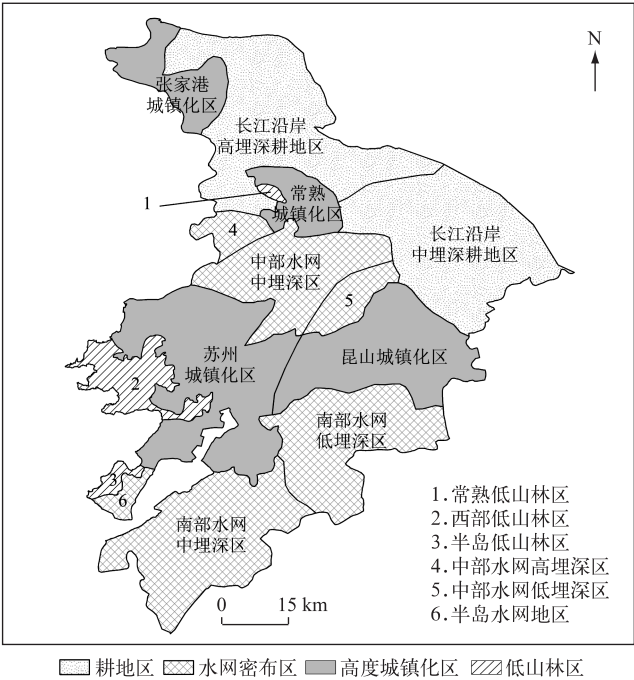 N
张家港
城镇化区
长江沿岸
高埋深耕地区
1
常熟
城镇化区
4
长江沿岸
中埋深耕地区
中部水网
中埋深区
5
苏州
城镇化区
昆山城镇化区
2
南部水网
低埋深区
3
6
南部水网
中埋深区
1.常熟低山林区
2.西部低山林区
3.半岛低山林区
4.中部水网高埋深区
5.中部水网低埋深区
6.半岛水网地区
0 15 km
耕地区 水网密布区 高度城镇化区 低山林区